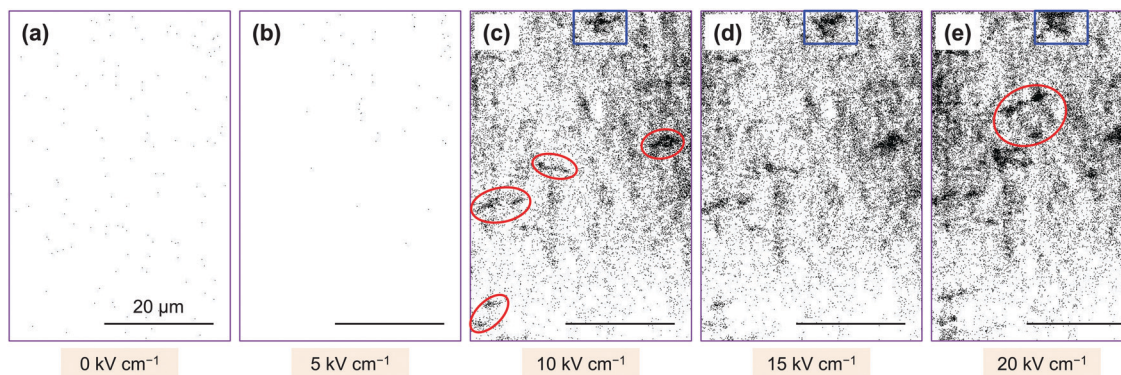 (a)
(b)
(c)
(d)
(e)
20 µm
0 kV cm⁻¹
5 kV cm⁻¹
10 kV cm⁻¹
15 kV cm⁻¹
20 kV cm⁻¹